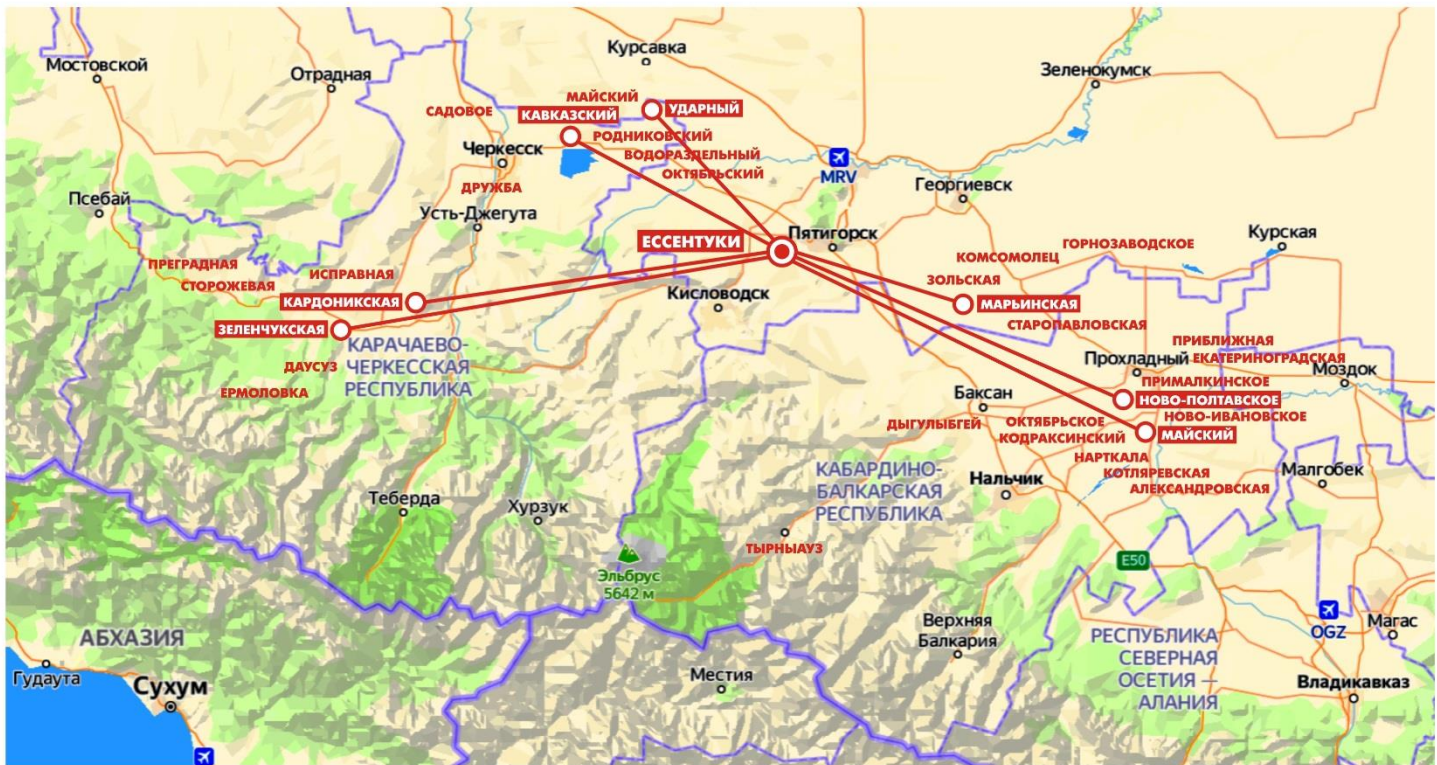 Курсавка
Мостовской
Отрадная
Зеленокумск
МАЙСКИЙ
УДАРНЫЙ
САДОВОЕ
КАВКАЗСКИЙ
РОДНИКОВСКИЙ
Черкесск
ВОДОРАЗДЕЛЬНЫЙ
ОКТЯБРЬСКИЙ
MRV
ДРУЖБА
Георгиевск
Псебай
Усть-Джегута
ЕССЕНТУКИ
Пятигорск
Курская
ГОРНОЗАВОДСКОЕ
КОМСОМОЛЕЦ
ПРЕГРАДНАЯ
ИСПРАВНАЯ
СТОРОЖЕВАЯ
ЗОЛЬСКАЯ
Кисловодск
КАРДОНИКСКАЯ
МАРЬИНСКАЯ
ЗЕЛЕНЧУКСКАЯ
СТАРОПАВЛОВСКАЯ
КАРАЧАЕВО-
ЧЕРКЕССКАЯ
РЕСПУБЛИКА
ПРИБЛИЖНАЯ
Прохладный
ЕКАТЕРИНОГРАДСКАЯ
ДАУСУЗ
ПРИМАЛКИНСКОЕ
Моздок
ЕРМОЛОВКА
Баксан
НОВО-ПОЛТАВСКОЕ
НОВО-ИВАНОВСКОЕ
ДЫГУЛЫБГЕЙ
ОКТЯБРЬСКОЕ
КОДРАКСИНСКИЙ
МАЙСКИЙ
НАРТКАЛА
КАБАРДИНО-
БАЛКАРСКАЯ
РЕСПУБЛИКА
Нальчик
КОТЛЯРЕВСКАЯ
Малгобек
АЛЕКСАНДРОВСКАЯ
Теберда
Хурзук
ТЫРНЫАУЗ
Эльбрус
5642 м
E50
АБХАЗИЯ
Верхняя
Балкария
РЕСПУБЛИКА
СЕВЕРНАЯ
ОСЕТИЯ —
АЛАНИЯ
OGZ
Магас
Гудаута
Сухум
Местия
Владикавказ